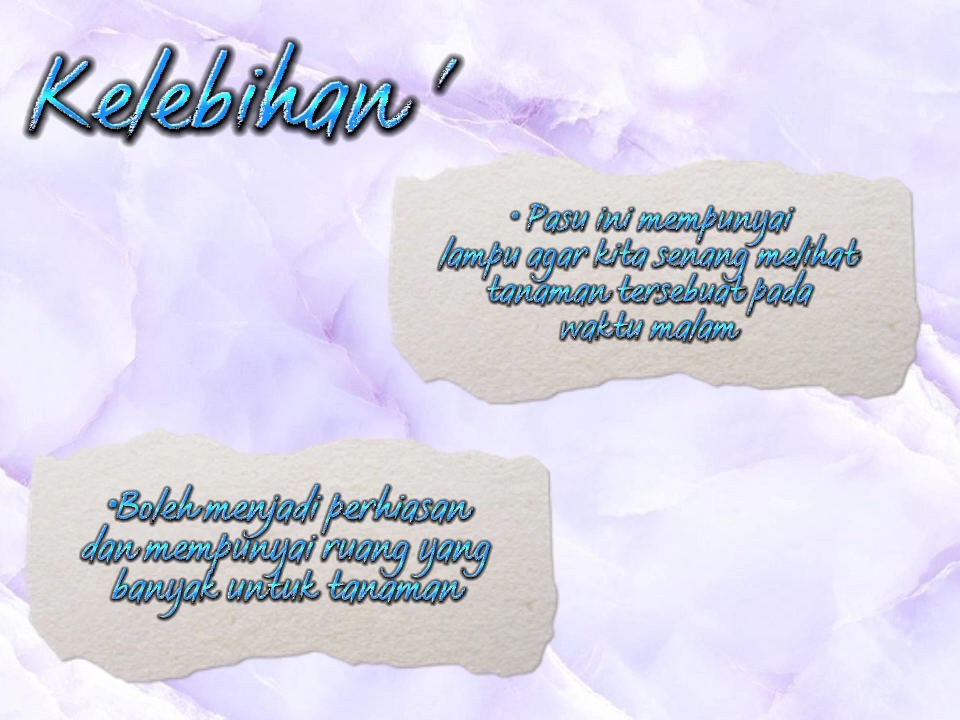 Kelebihan´
• Pasu ini mempunyai
lampu agar kita senang melihat
tanaman tersebuat pada
waktu malam
•Boleh menjadi perhiasan
dan mempunyai ruang yang
banyak untuk tanaman